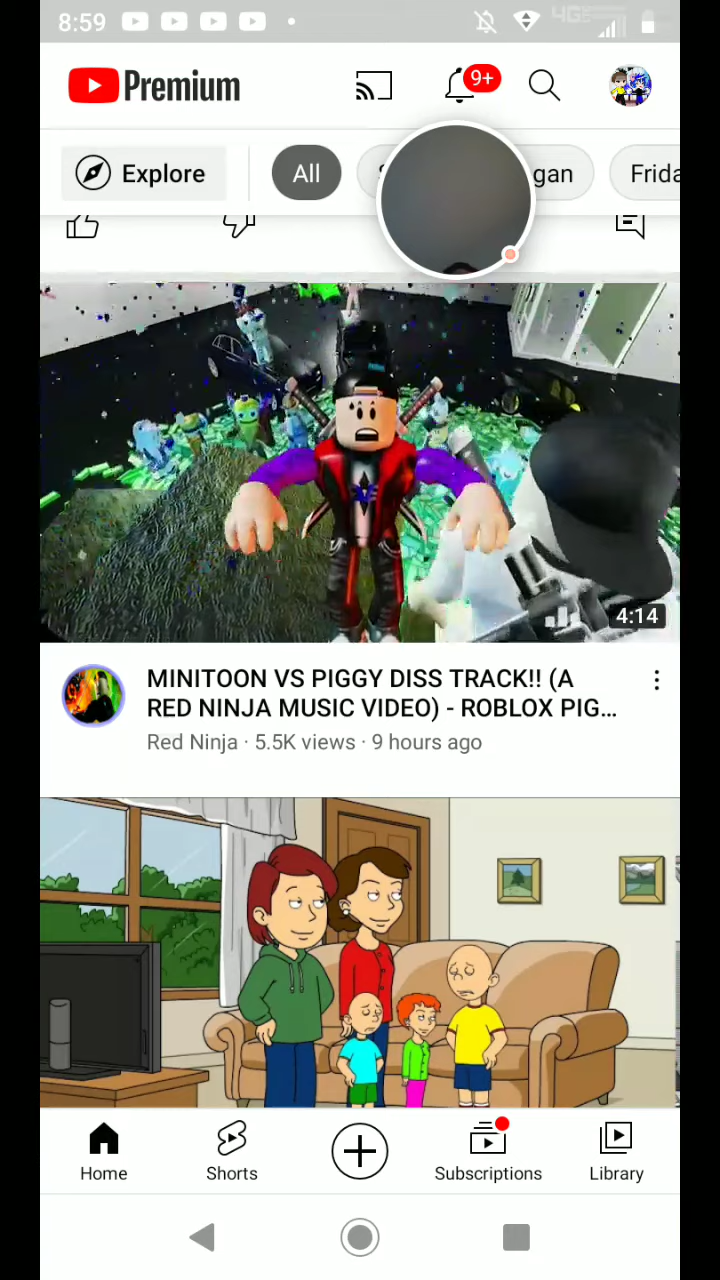 8:59
4G
Premium
9+
Explore
All
gan
Frida
4:14
MINITOON VS PIGGY DISS TRACK!! (A
RED NINJA MUSIC VIDEO) - ROBLOX PIG...
Red Ninja · 5.5K views · 9 hours ago
Home
Shorts
Subscriptions
Library